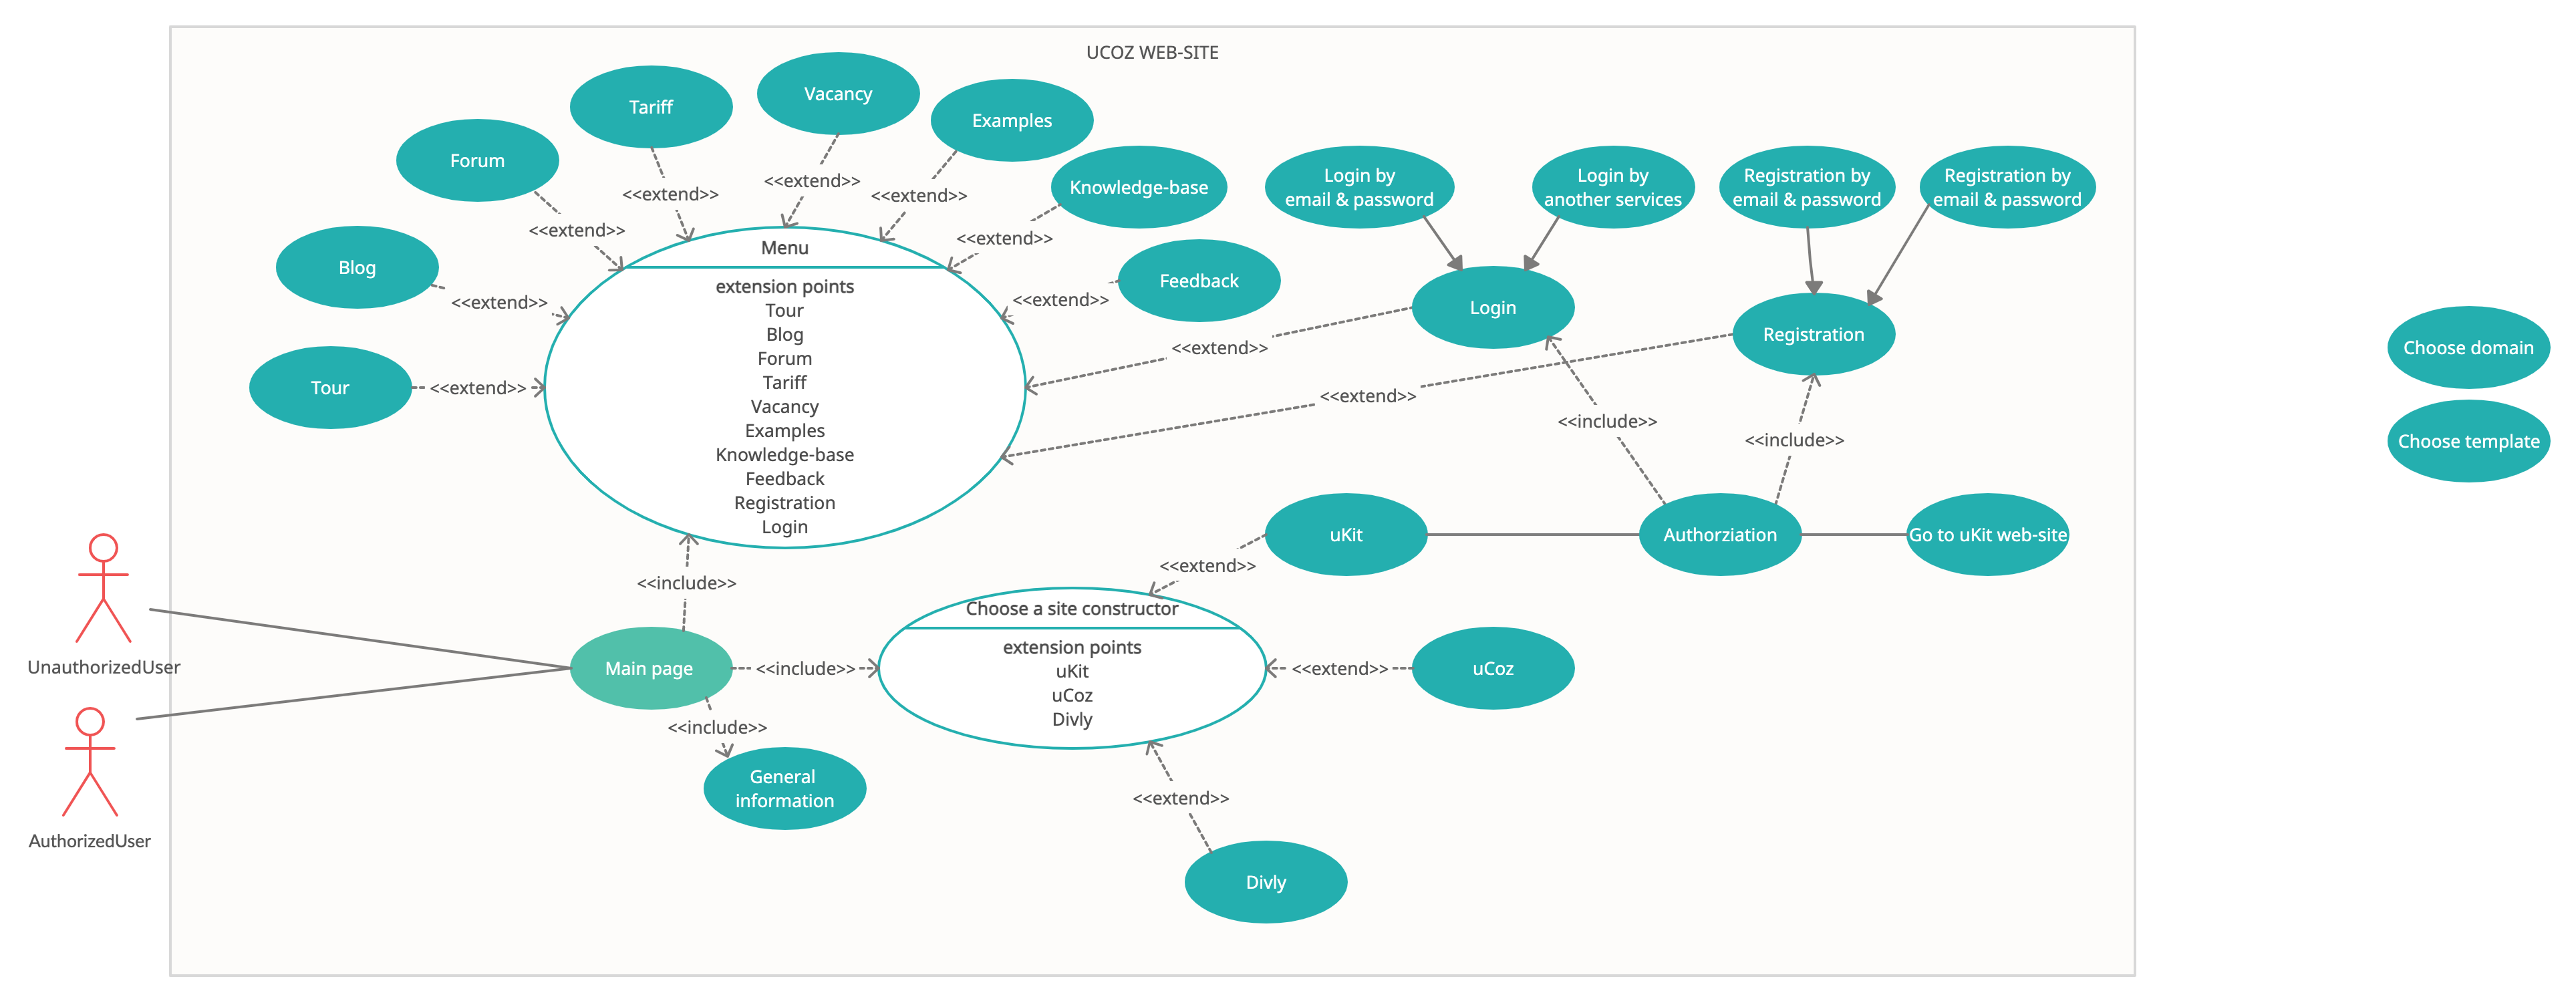 UCOZ WEB-SITE
Vacancy
Tariff
Examples
Forum
Knowledge-base
Login by
email & password
Login by
another services
Registration by
email & password
Registration by
email & password
<<extend>>
<<extend>>
<<extend>>
<<extend>>
<<extend>>
Menu
Blog
Feedback
extension points
Tour
Blog
Forum
Tariff
Vacancy
Examples
Knowledge-base
Feedback
Registration
Login
<<extend>>
<<extend>>
Login
Registration
<<extend>>
Choose domain
Tour
<<extend>>
<<extend>>
<<include>>
<<include>>
Choose template
uKit
Authorziation
Go to uKit web-site
<<extend>>
<<include>>
UnauthorizedUser
Main page
<<include>>
Choose a site constructor
extension points
uKit
uCoz
Divly
<<extend>>
uCoz
<<include>>
General
information
<<extend>>
AuthorizedUser
Divly